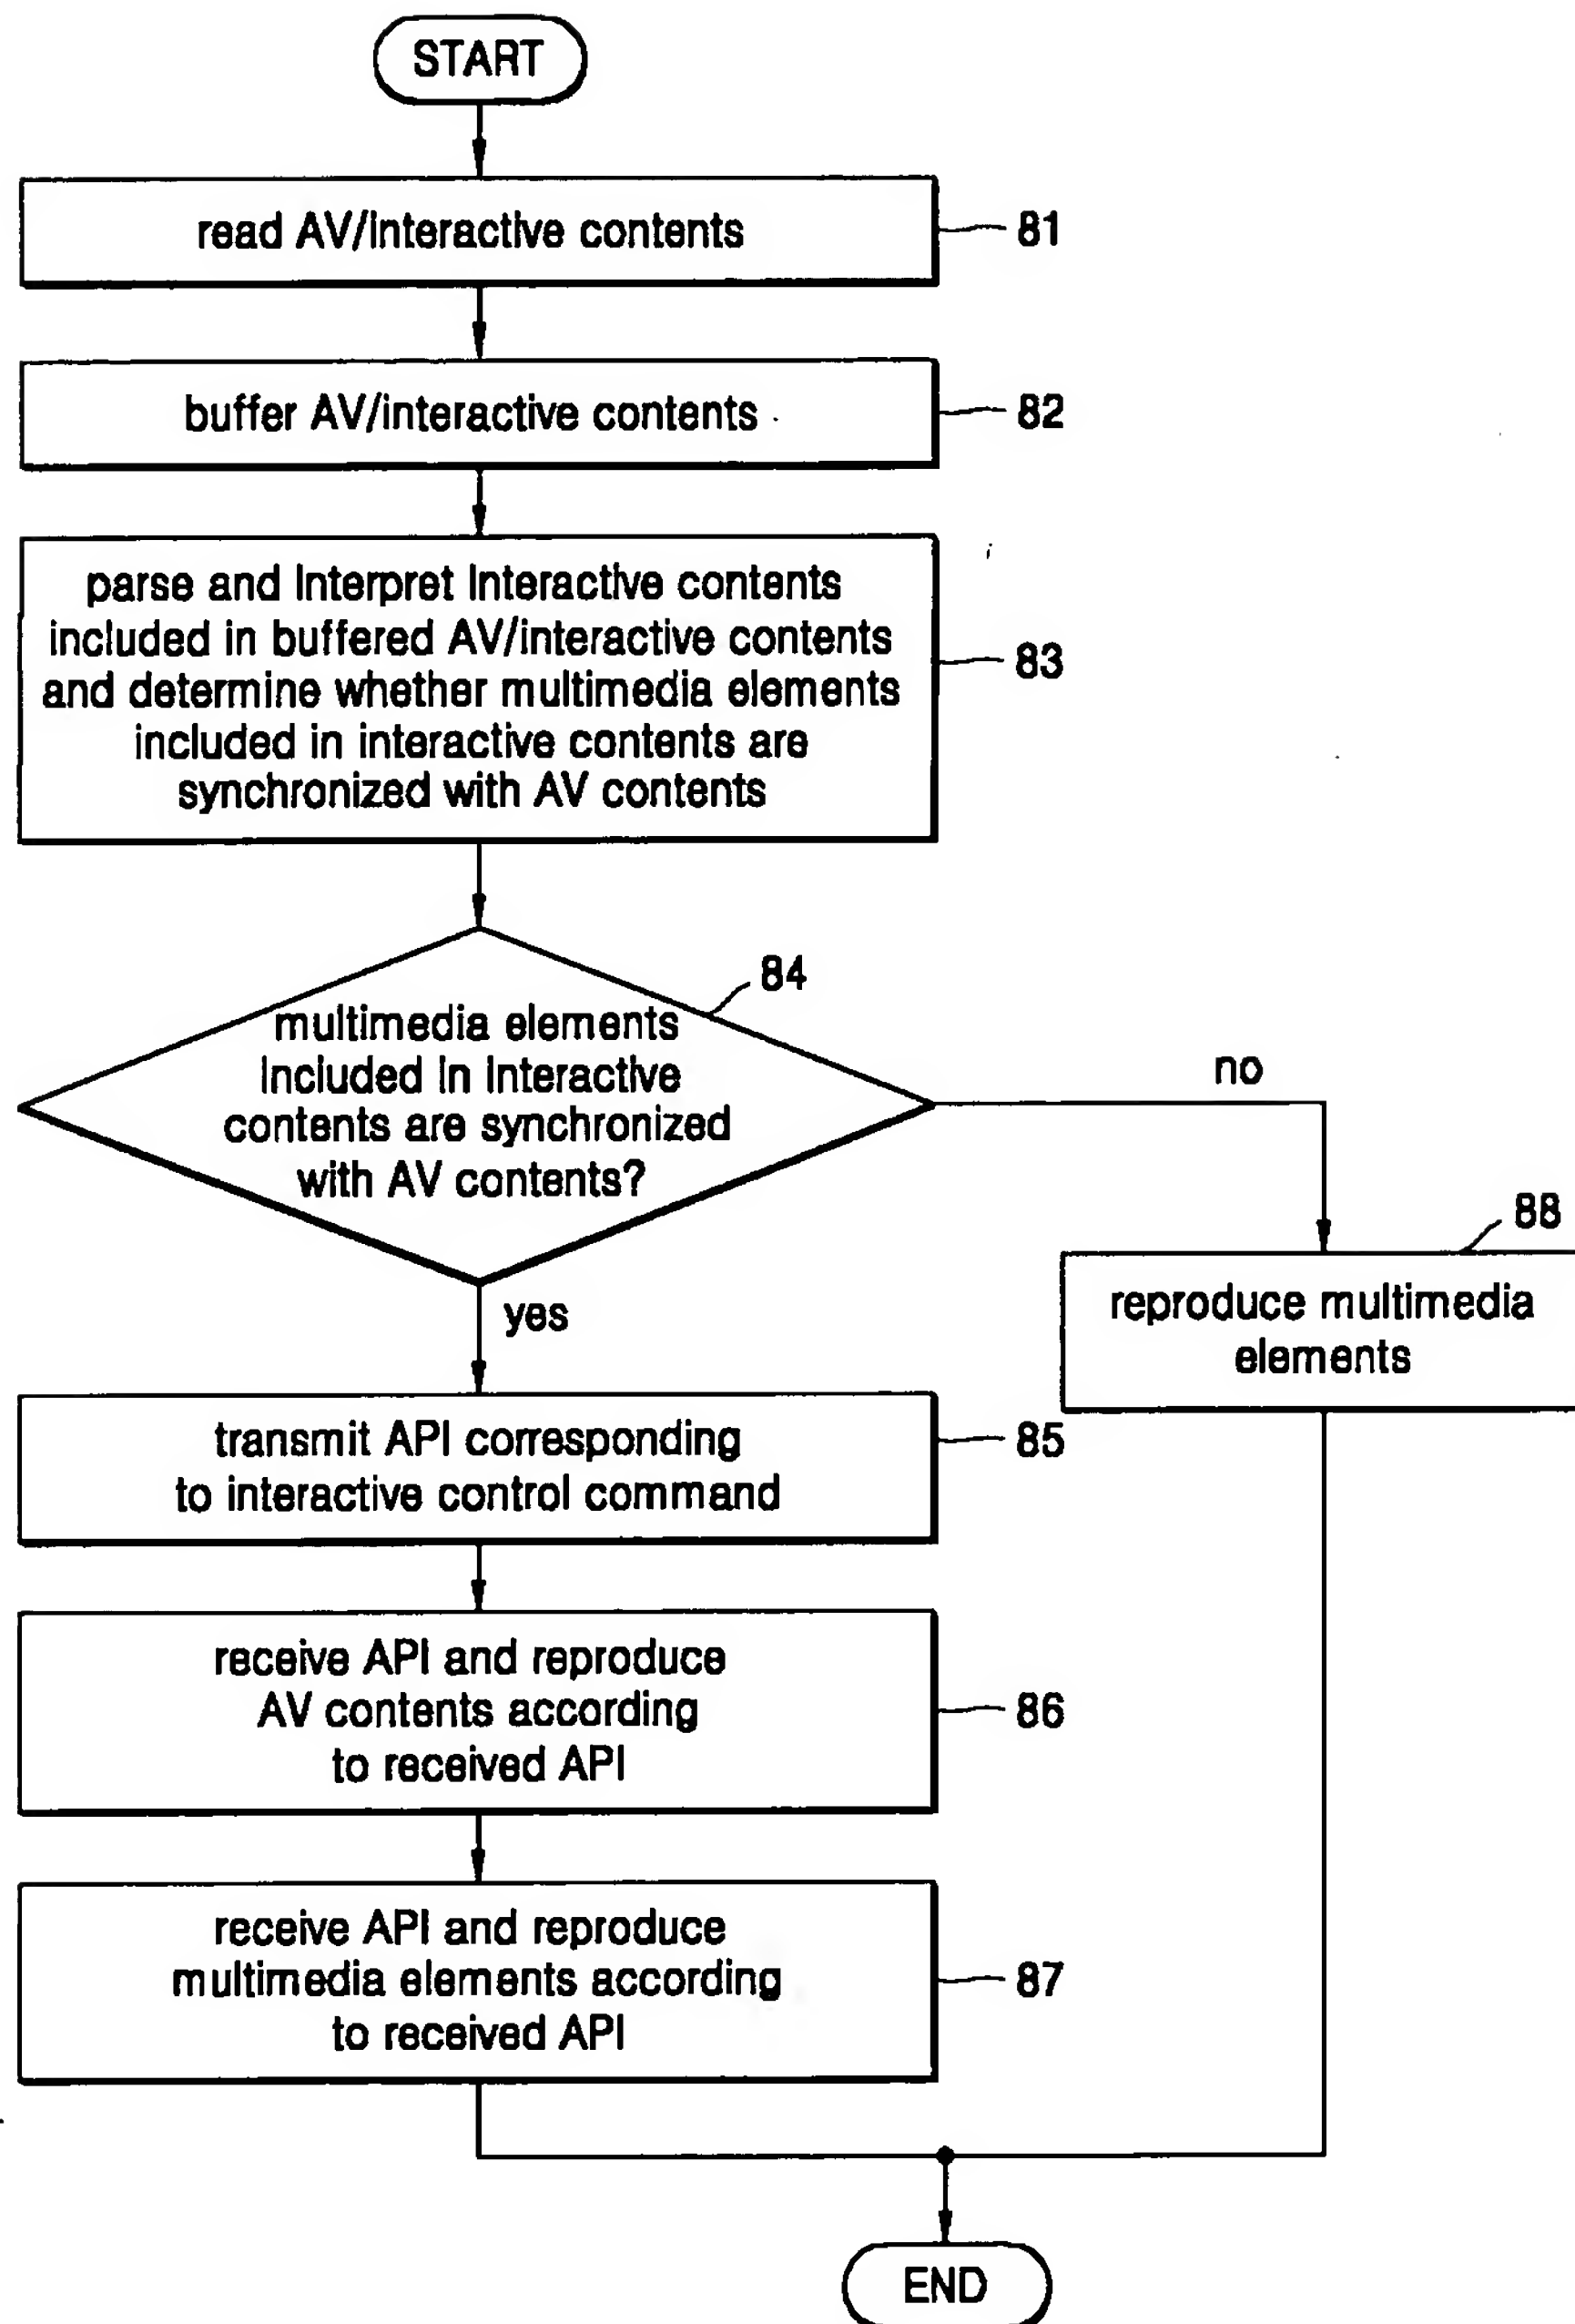 START
read AV/interactive contents
81
buffer AV/interactive contents
82
parse and interpret interactive contents
included in buffered AV/interactive contents
and determine whether multimedia elements
included in interactive contents are
synchronized with AV contents
83
84
multimedia elements
included in interactive
contents are synchronized
with AV contents?
no
yes
88
reproduce multimedia
elements
transmit API corresponding
to interactive control command
85
receive API and reproduce
AV contents according
to received API
86
receive API and reproduce
multimedia elements according
to received API
87
END